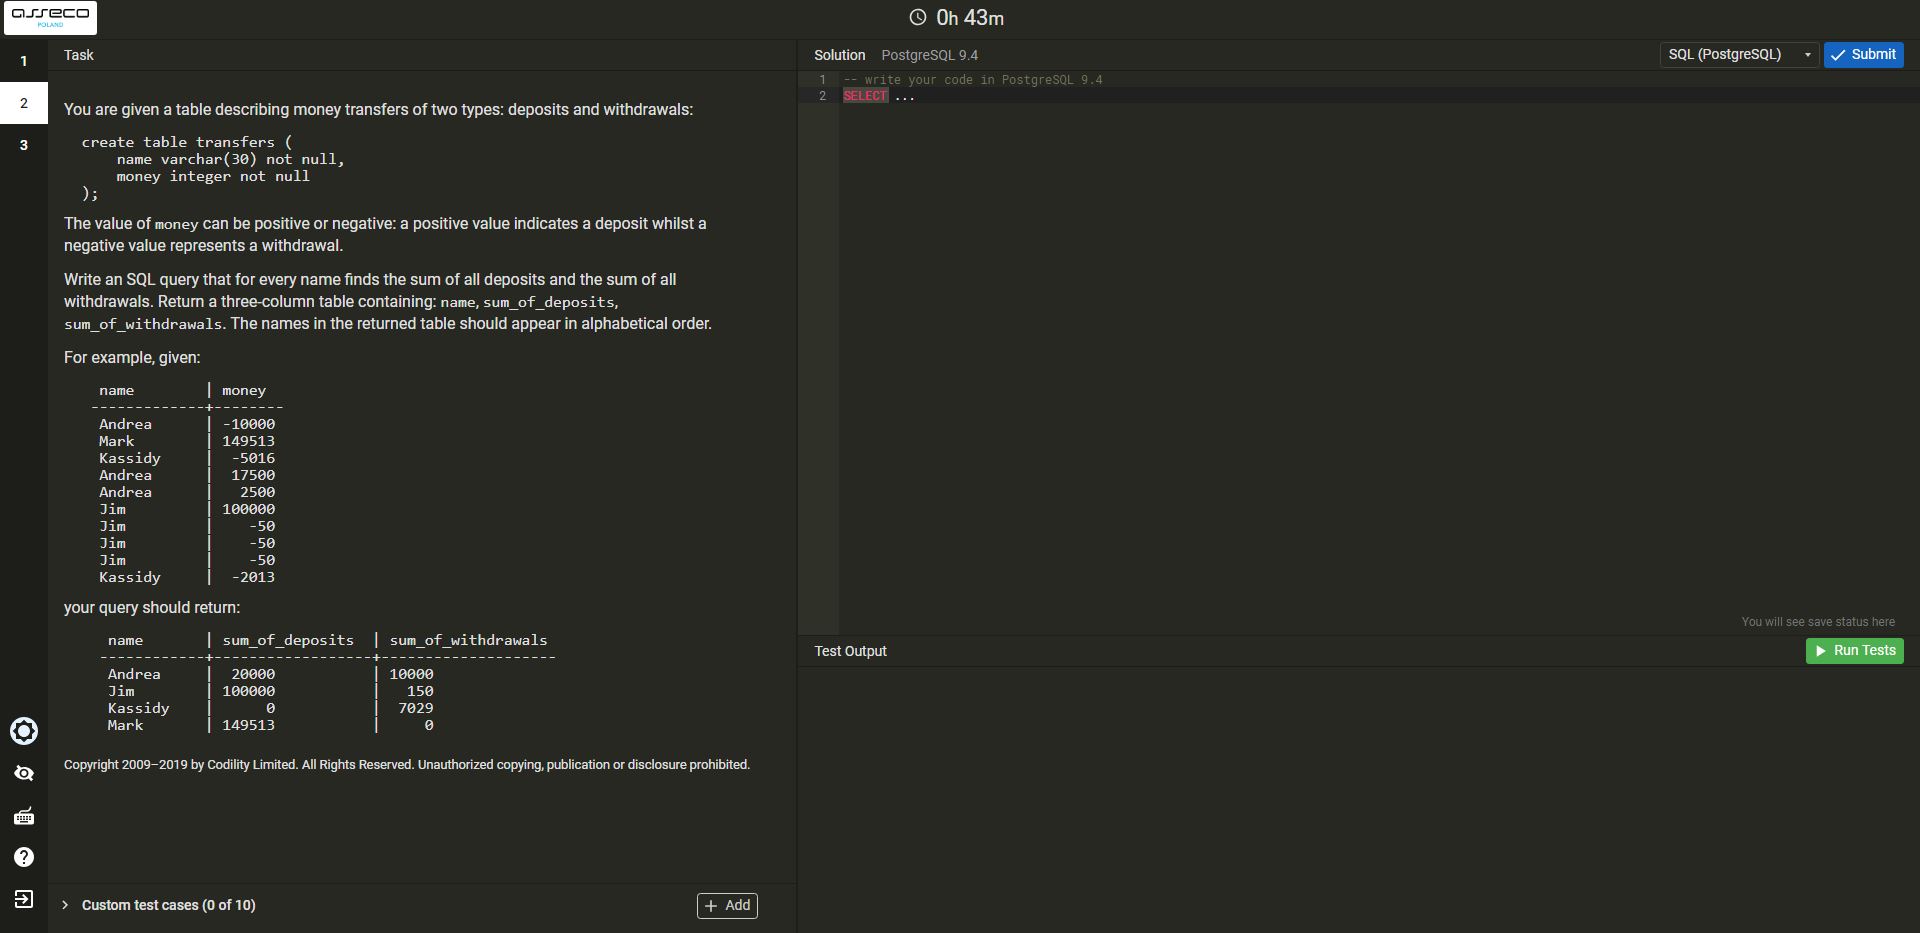 asseco
POLAND
0h 43m
1
2
3
Task
You are given a table describing money transfers of two types: deposits and withdrawals:
create table transfers (
name varchar(30) not null,
money integer not null
);
The value of money can be positive or negative: a positive value indicates a deposit whilst a
negative value represents a withdrawal.
Write an SQL query that for every name finds the sum of all deposits and the sum of all
withdrawals. Return a three-column table containing: name, sum_of_deposits,
sum_of_withdrawals. The names in the returned table should appear in alphabetical order.
For example, given:
name | money
-------------+--------
Andrea | -10000
Mark | 149513
Kassidy | -5016
Andrea | 17500
Andrea | 2500
Jim | 100000
Jim | -50
Jim | -50
Jim | -50
Kassidy | -2013
your query should return:
name | sum_of_deposits | sum_of_withdrawals
------------+------------------+--------------------
Andrea | 20000 | 10000
Jim | 100000 | 150
Kassidy | 0 | 7029
Mark | 149513 | 0
Copyright 2009–2019 by Codility Limited. All Rights Reserved. Unauthorized copying, publication or disclosure prohibited.
Custom test cases (0 of 10)
+ Add
Solution PostgreSQL 9.4
SQL (PostgreSQL)
Submit
1 -- write your code in PostgreSQL 9.4
2 SELECT ...
You will see save status here
Test Output
Run Tests